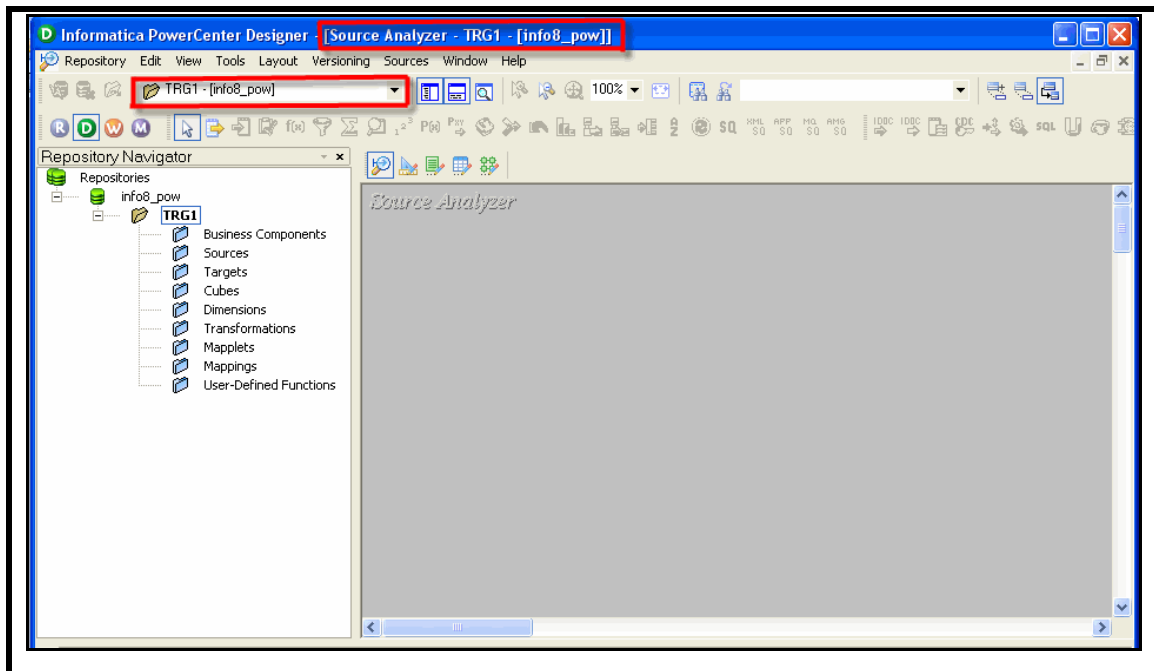 Informatica PowerCenter Designer - [Source Analyzer - TRG1 - [info8_pow]]
Repository Edit View Tools Layout Versioning Sources Window Help
TRG1 - [info8_pow]
100%
R D W M
f(x)
SQ
SQL
Repository Navigator
Repositories
info8_pow
TRG1
Business Components
Sources
Targets
Cubes
Dimensions
Transformations
Mapplets
Mappings
User-Defined Functions
Source Analyzer